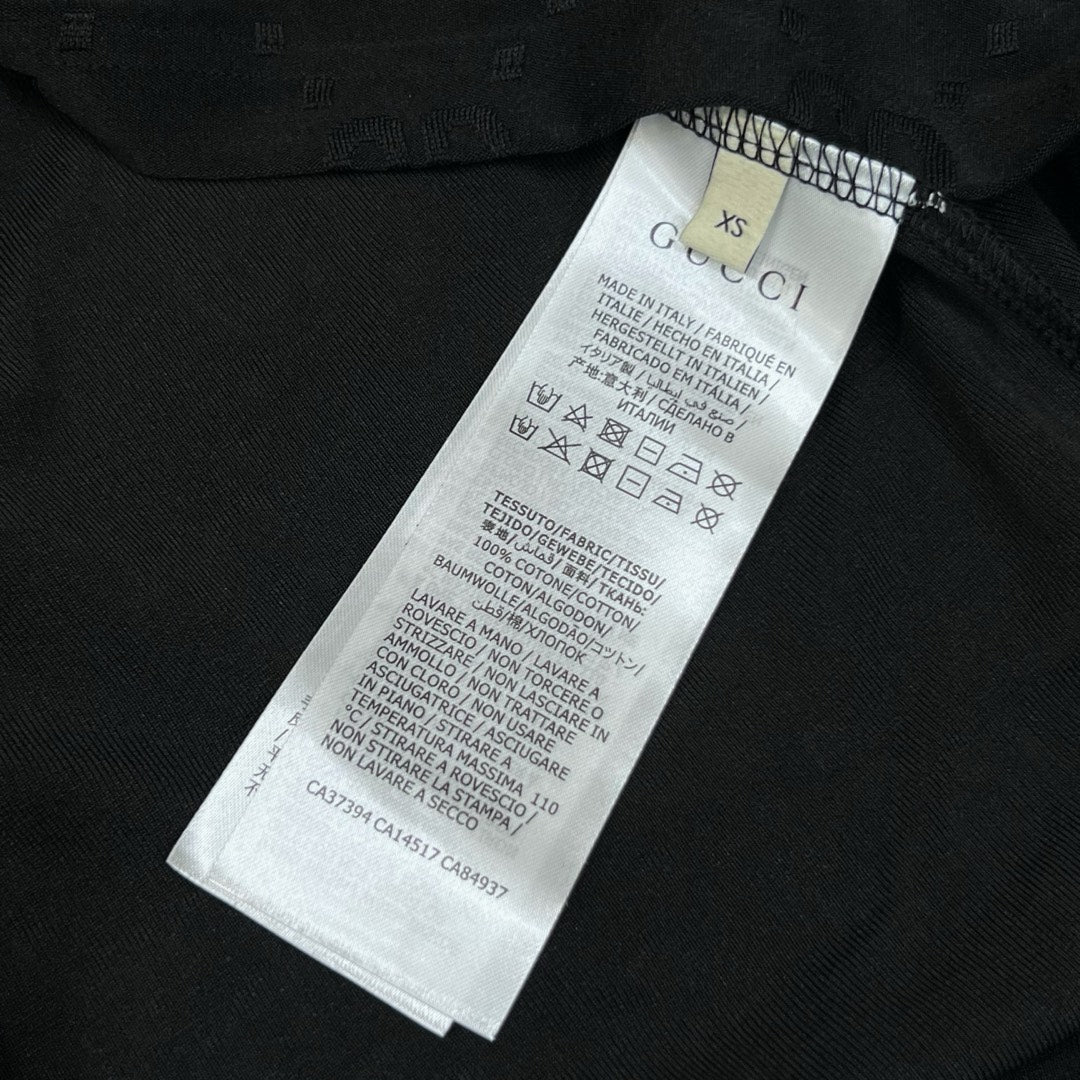 XS
GUCCI
MADE IN ITALY / FABRIQUÉ EN
ITALIE / HECHO EN ITALIA /
HERGESTELLT IN ITALIEN /
FABRICADO EM ITÁLIA /
イタリア製 / صنع في إيطاليا /
产地:意大利 / СДЕЛАНО В
ИТАЛИИ
TESSUTO/FABRIC/TISSU/
TEJIDO/GEWEBE/TECIDO/
表地/قماش/面料/ТКАНЬ:
100% COTONE/COTTON/
COTON/ALGODON/
BAUMWOLLE/ALGODÃO/コットン/
قطن/棉/ХЛОПОК
LAVARE A MANO / LAVARE A
ROVESCIO / NON TORCERE O
STRIZZARE / NON LASCIARE IN
AMMOLLO / NON TRATTARE
CON CLORO / NON USARE
ASCIUGATRICE / ASCIUGARE
IN PIANO / STIRARE A
TEMPERATURA MASSIMA 110
°C / STIRARE A ROVESCIO /
NON STIRARE LA STAMPA /
NON LAVARE A SECCO
CA37394 CA14517 CA84937